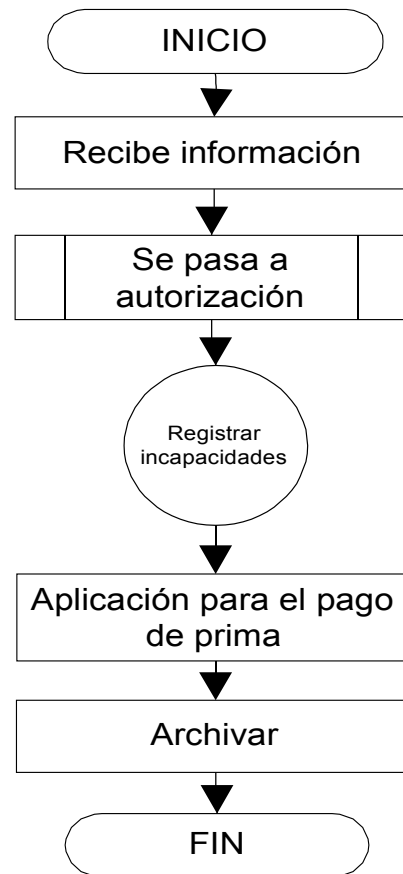 INICIO
Recibe información
Se pasa a
autorización
Registrar
incapacidades
Aplicación para el pago
de prima
Archivar
FIN